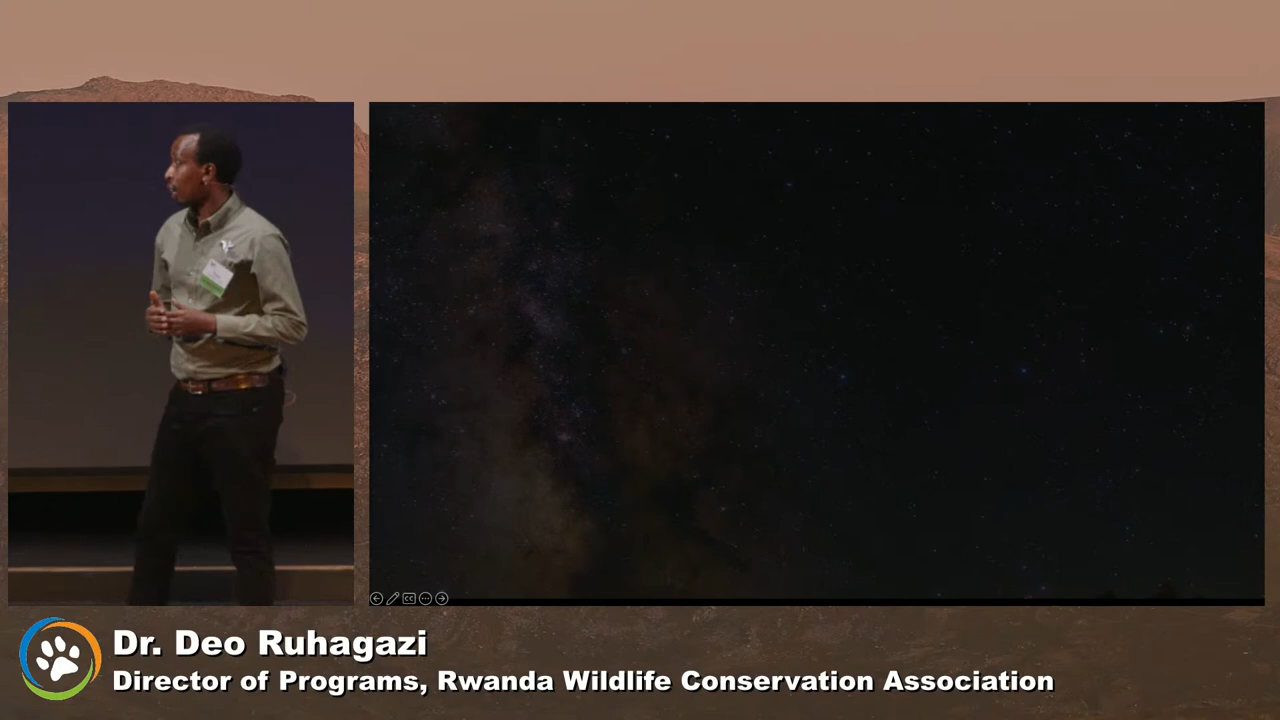 Dr. Deo Ruhagazi
Director of Programs, Rwanda Wildlife Conservation Association